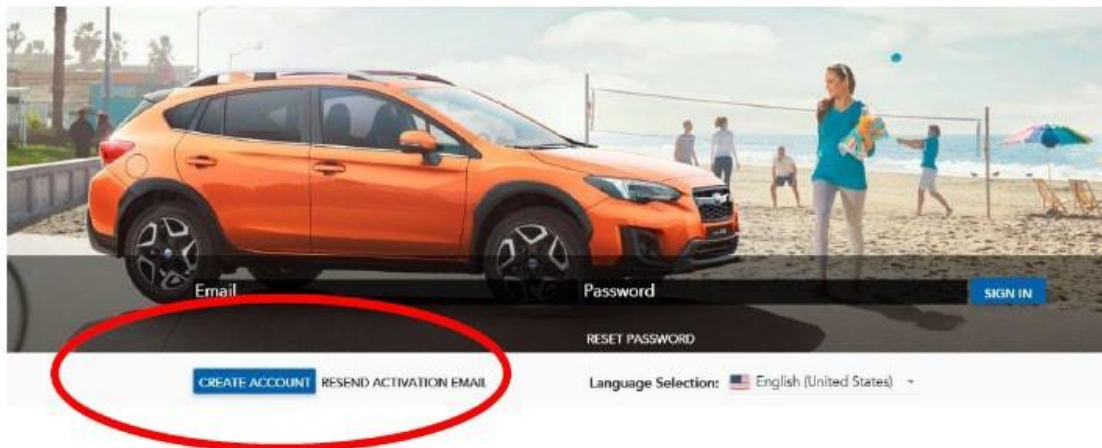 Email Password SIGN IN
RESET PASSWORD
CREATE ACCOUNT RESEND ACTIVATION EMAIL Language Selection: English (United States)